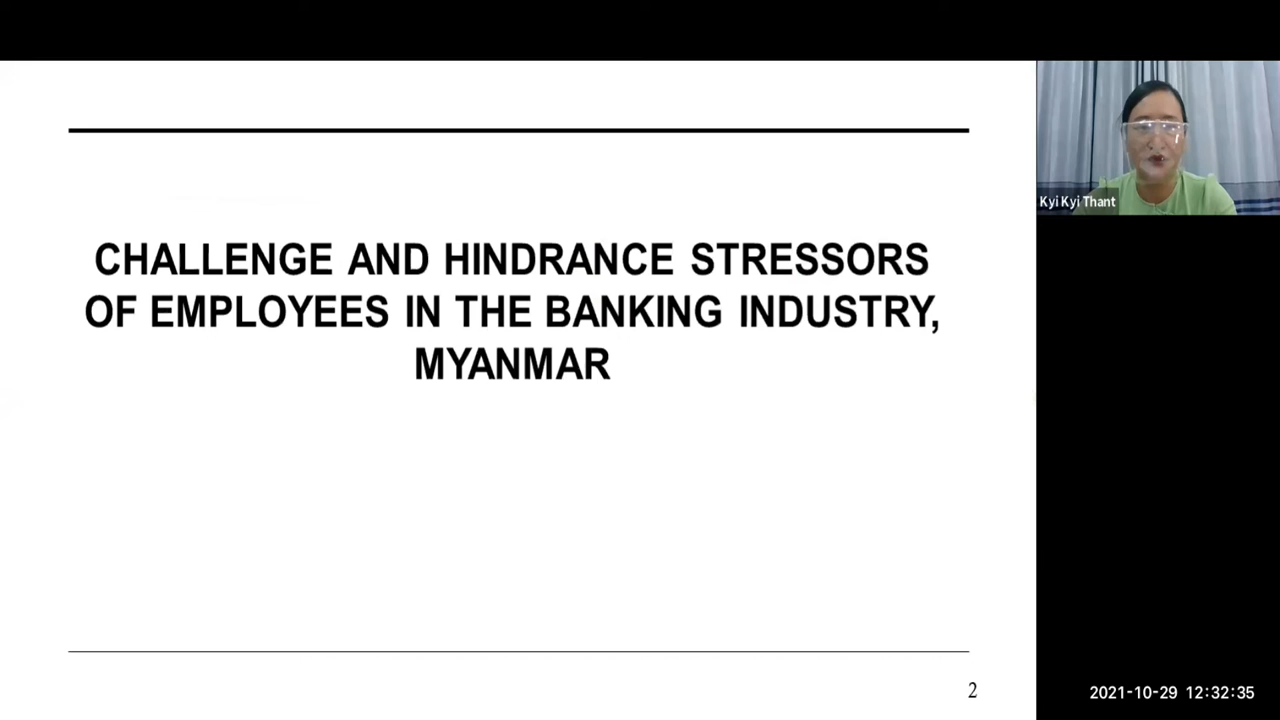 CHALLENGE AND HINDRANCE STRESSORS
OF EMPLOYEES IN THE BANKING INDUSTRY,
MYANMAR
2
Kyi Kyi Thant
2021-10-29 12:32:35